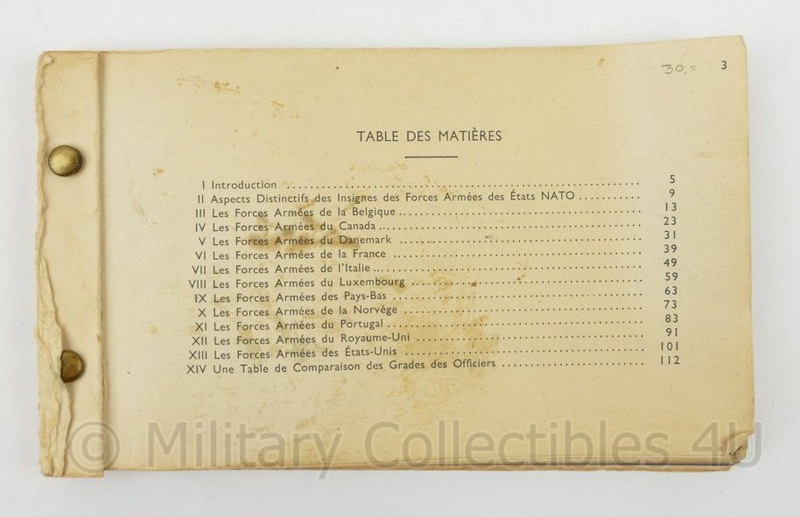 30,= 3
TABLE DES MATIÈRES
I Introduction 5
II Aspects Distinctifs des Insignes des Forces Armées des États NATO 9
III Les Forces Armées de la Belgique 13
IV Les Forces Armées du Canada 23
V Les Forces Armées du Danemark 31
VI Les Forces Armées de la France 39
VII Les Forces Armées de l'Italie 49
VIII Les Forces Armées du Luxembourg 59
IX Les Forces Armées des Pays-Bas 63
X Les Forces Armées de la Norvège 73
XI Les Forces Armées du Portugal 83
XII Les Forces Armées du Royaume-Uni 91
XIII Les Forces Armées des États-Unis 101
XIV Une Table de Comparaison des Grades des Officiers 112
© Military Collectibles 4U